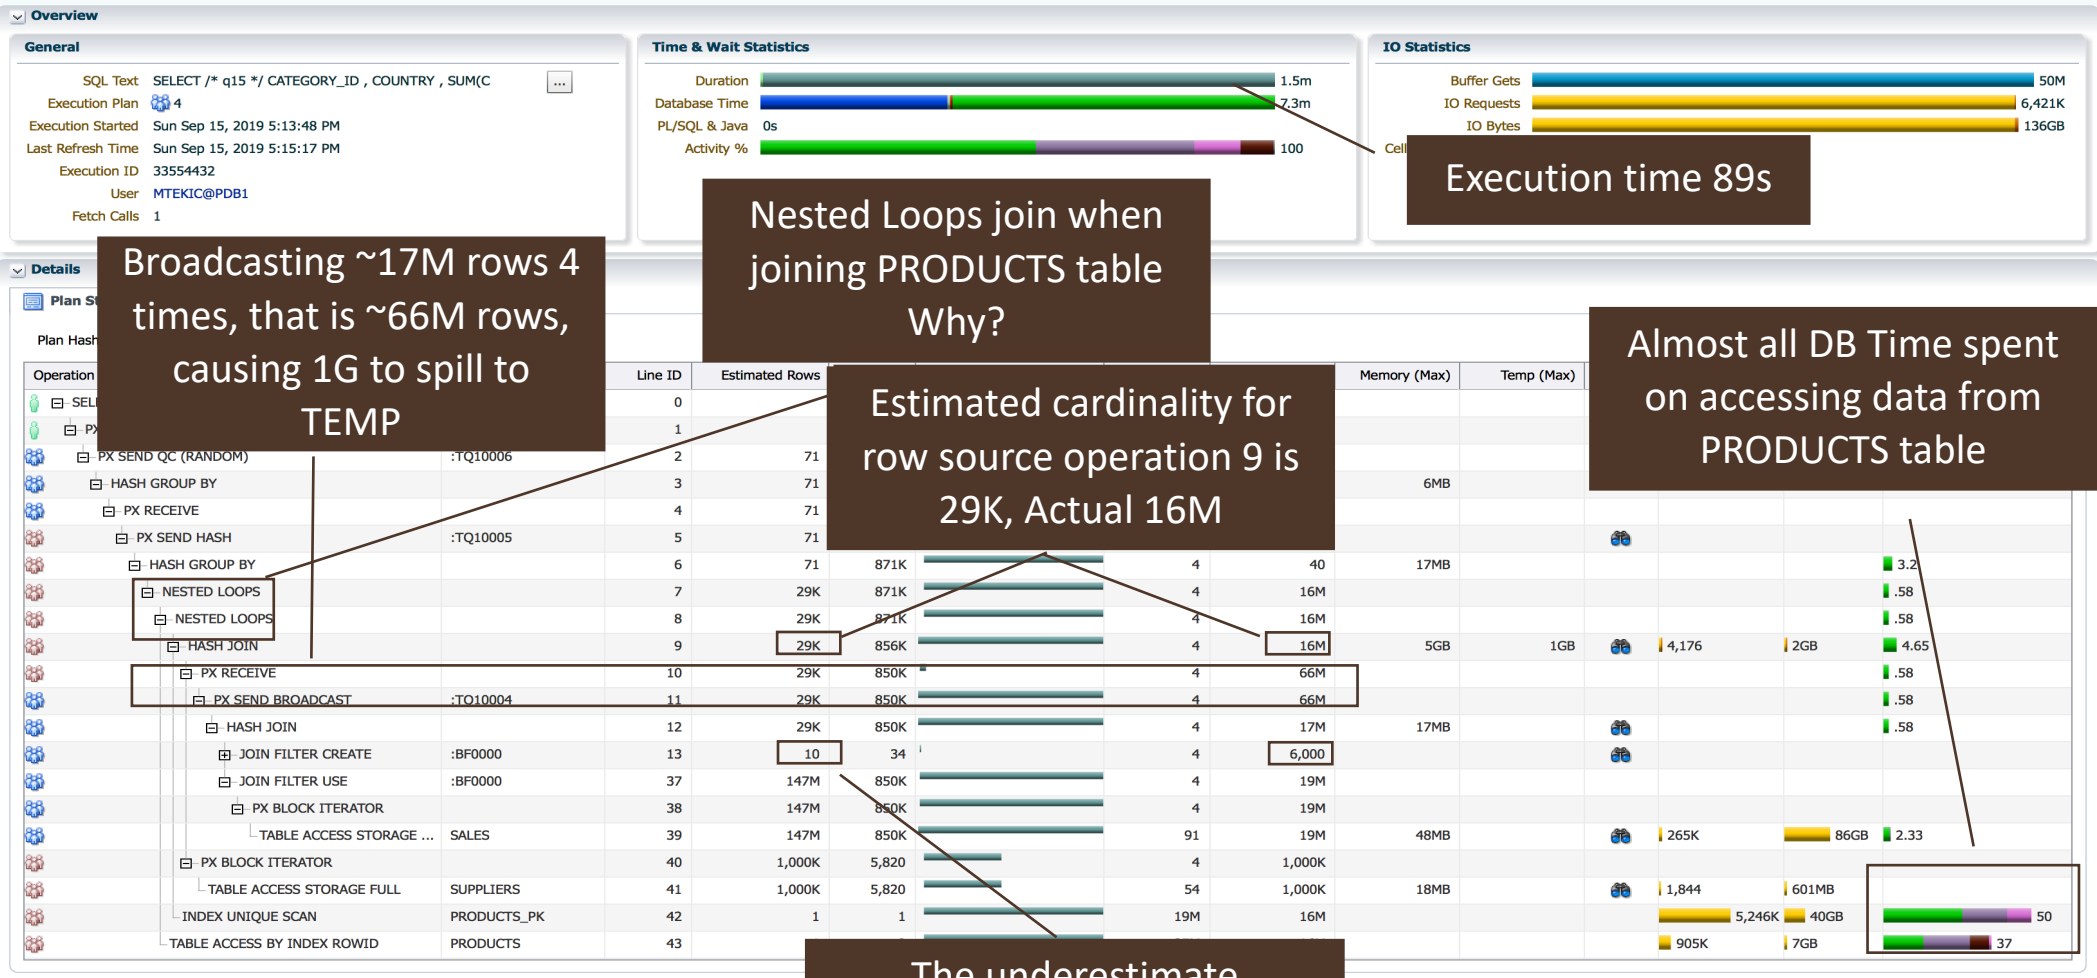 Overview
General
SQL Text SELECT /* q15 */ CATEGORY_ID , COUNTRY , SUM(C ...
Execution Plan 4
Execution Started Sun Sep 15, 2019 5:13:48 PM
Last Refresh Time Sun Sep 15, 2019 5:15:17 PM
Execution ID 33554432
User MTEKIC@PDB1
Fetch Calls 1
Time & Wait Statistics
Duration 1.5m
Database Time 7.3m
PL/SQL & Java 0s
Activity % 100
IO Statistics
Buffer Gets 50M
IO Requests 6,421K
IO Bytes 136GB
Cell
Execution time 89s
Nested Loops join when
joining PRODUCTS table
Why?
Broadcasting ~17M rows 4
times, that is ~66M rows,
causing 1G to spill to
TEMP
Estimated cardinality for
row source operation 9 is
29K, Actual 16M
Almost all DB Time spent
on accessing data from
PRODUCTS table
Details
Plan St
Plan Hash
Operation Line ID Estimated Rows Memory (Max) Temp (Max)
SEL 0
PX 1
PX SEND QC (RANDOM) :TQ10006 2 71
HASH GROUP BY 3 71 6MB
PX RECEIVE 4 71
PX SEND HASH :TQ10005 5 71
HASH GROUP BY 6 71 871K 4 40 17MB 3.2
NESTED LOOPS 7 29K 871K 4 16M .58
NESTED LOOPS 8 29K 871K 4 16M .58
HASH JOIN 9 29K 856K 4 16M 5GB 1GB 4,176 2GB 4.65
PX RECEIVE 10 29K 850K 4 66M .58
PX SEND BROADCAST :TQ10004 11 29K 850K 4 66M .58
HASH JOIN 12 29K 850K 4 17M 17MB .58
JOIN FILTER CREATE :BF0000 13 10 34 4 6,000
JOIN FILTER USE :BF0000 37 147M 850K 4 19M
PX BLOCK ITERATOR 38 147M 850K 4 19M
TABLE ACCESS STORAGE ... SALES 39 147M 850K 91 19M 48MB 265K 86GB 2.33
PX BLOCK ITERATOR 40 1,000K 5,820 4 1,000K
TABLE ACCESS STORAGE FULL SUPPLIERS 41 1,000K 5,820 54 1,000K 18MB 1,844 601MB
INDEX UNIQUE SCAN PRODUCTS_PK 42 1 1 19M 16M 5,246K 40GB 50
TABLE ACCESS BY INDEX ROWID PRODUCTS 43 905K 7GB 37
The underestimate